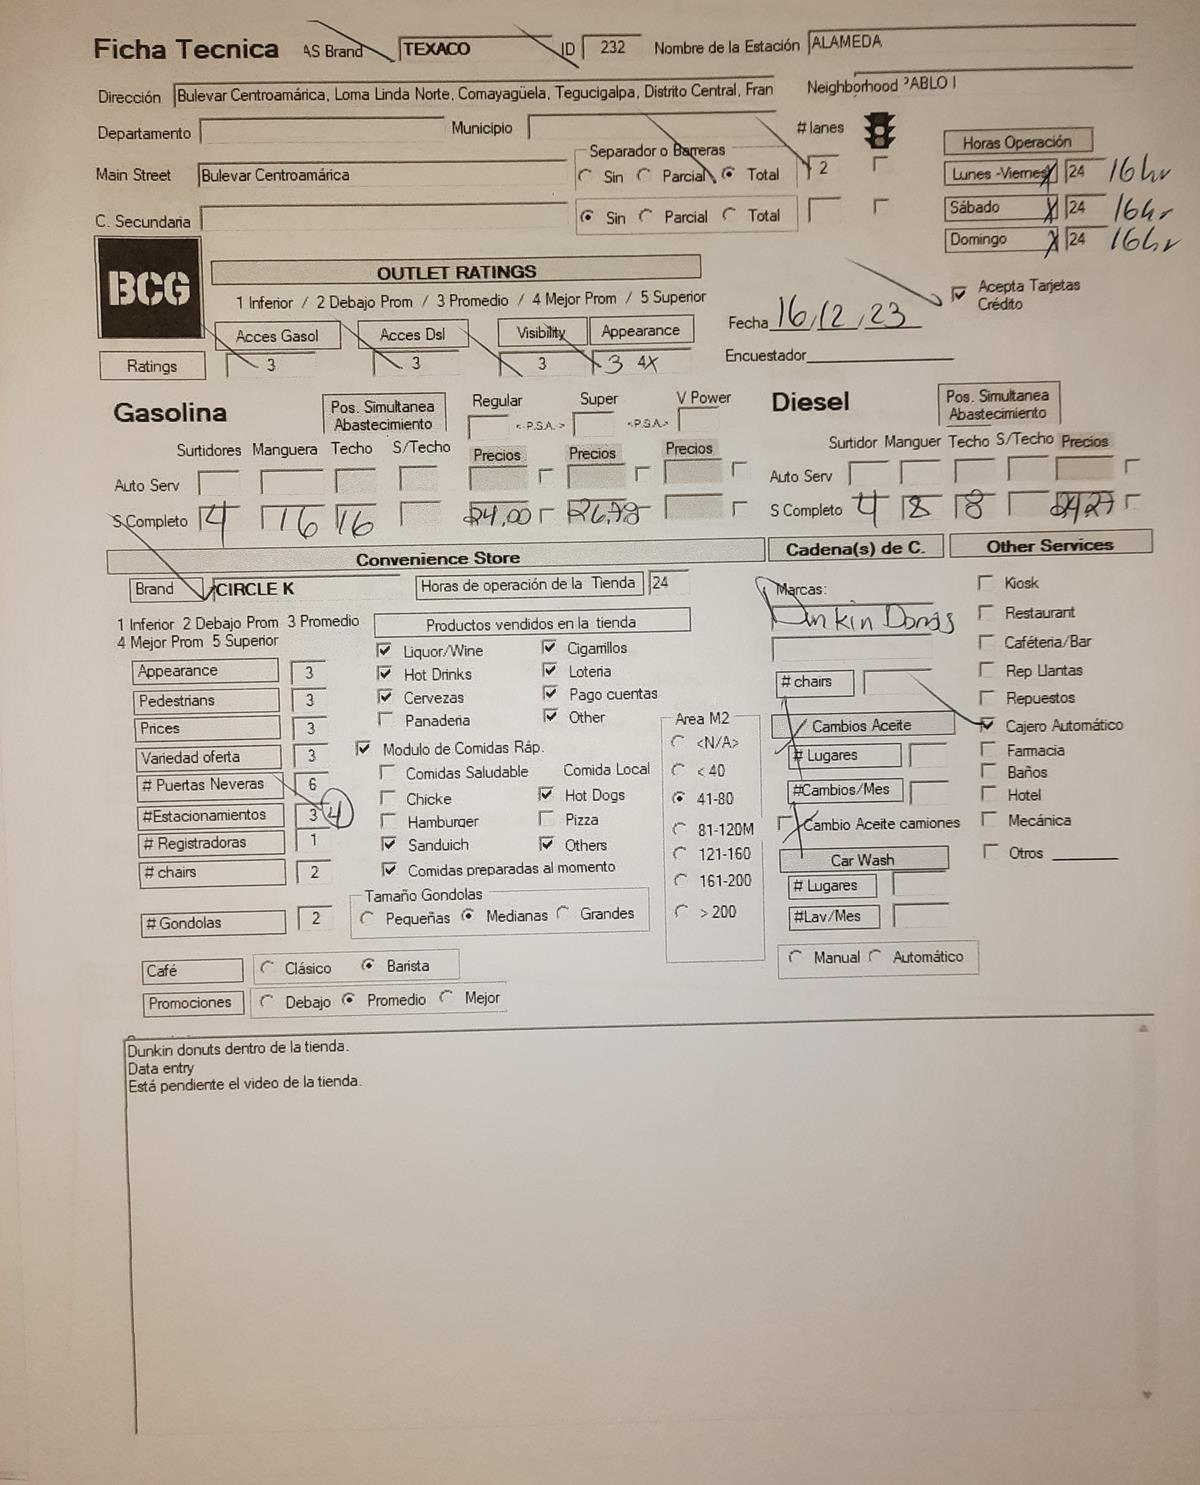 Ficha Tecnica AS Brand TEXACO ID 232 Nombre de la Estación ALAMEDA
Dirección Bulevar Centroamárica, Loma Linda Norte, Comayagüela, Tegucigalpa, Distrito Central, Fran Neighborhood PABLO I
Departamento Municipio # lanes
Horas Operación
Separador o Barreras
Main Street Bulevar Centroamárica Sin Parcial Total 2 Lunes -Viernes 24 16hr
C. Secundaria Sin Parcial Total Sábado 24 16hr
Domingo 24 16hr
BCG
OUTLET RATINGS
1 Inferior / 2 Debajo Prom / 3 Promedio / 4 Mejor Prom / 5 Superior
Acepta Tarjetas
Crédito
Fecha 16/2,23
Acces Gasol Acces Dsl Visibility Appearance
Encuestador
Ratings 3 3 3 3 4X
Gasolina Pos. Simultanea
Abastecimiento
Regular Super V Power
<-P.S.A.-> <-P.S.A.->
Diesel Pos. Simultanea
Abastecimiento
Surtidores Manguera Techo S/Techo Precios Precios Precios Surtidor Manguer Techo S/Techo Precios
Auto Serv Auto Serv
S Completo 4 16 16 24,00 26,78 S Completo 4 8 8 24,27
Convenience Store Cadena(s) de C. Other Services
Brand CIRCLE K Horas de operación de la Tienda 24
1 Inferior 2 Debajo Prom 3 Promedio
4 Mejor Prom 5 Superior
Appearance 3
Pedestrians 3
Prices 3
Variedad oferta 3
# Puertas Neveras 6
#Estacionamientos 3 4
# Registradoras 1
# chairs 2
# Gondolas 2
Productos vendidos en la tienda
Liquor/Wine Cigarrillos
Hot Drinks Loteria
Cervezas Pago cuentas
Panaderia Other
Modulo de Comidas Ráp.
Comidas Saludable Comida Local
Chicke Hot Dogs
Hamburger Pizza
Sanduich Others
Comidas preparadas al momento
Tamaño Gondolas
Pequeñas Medianas Grandes
Area M2
<N/A>
< 40
41-80
81-120M
121-160
161-200
> 200
Marcas:
Dunkin Donas
# chairs
Cambios Aceite
# Lugares
#Cambios/Mes
Cambio Aceite camiones
Car Wash
# Lugares
#Lav/Mes
Manual Automático
Kiosk
Restaurant
Caféteria/Bar
Rep Llantas
Repuestos
Cajero Automático
Farmacia
Baños
Hotel
Mecánica
Otros
Café Clásico Barista
Promociones Debajo Promedio Mejor
Dunkin donuts dentro de la tienda.
Data entry
Está pendiente el video de la tienda.